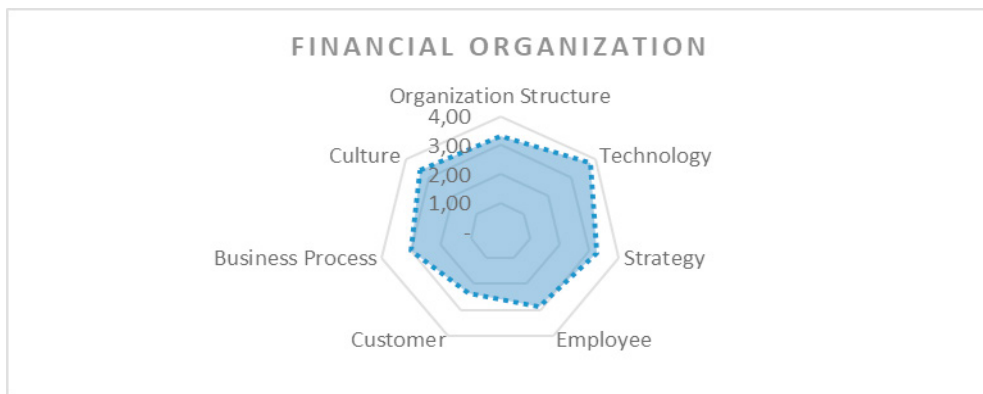 FINANCIAL ORGANIZATION
Organization Structure
4,00
Culture
3,00
Technology
2,00
1,00
-
Business Process
Strategy
Customer
Employee